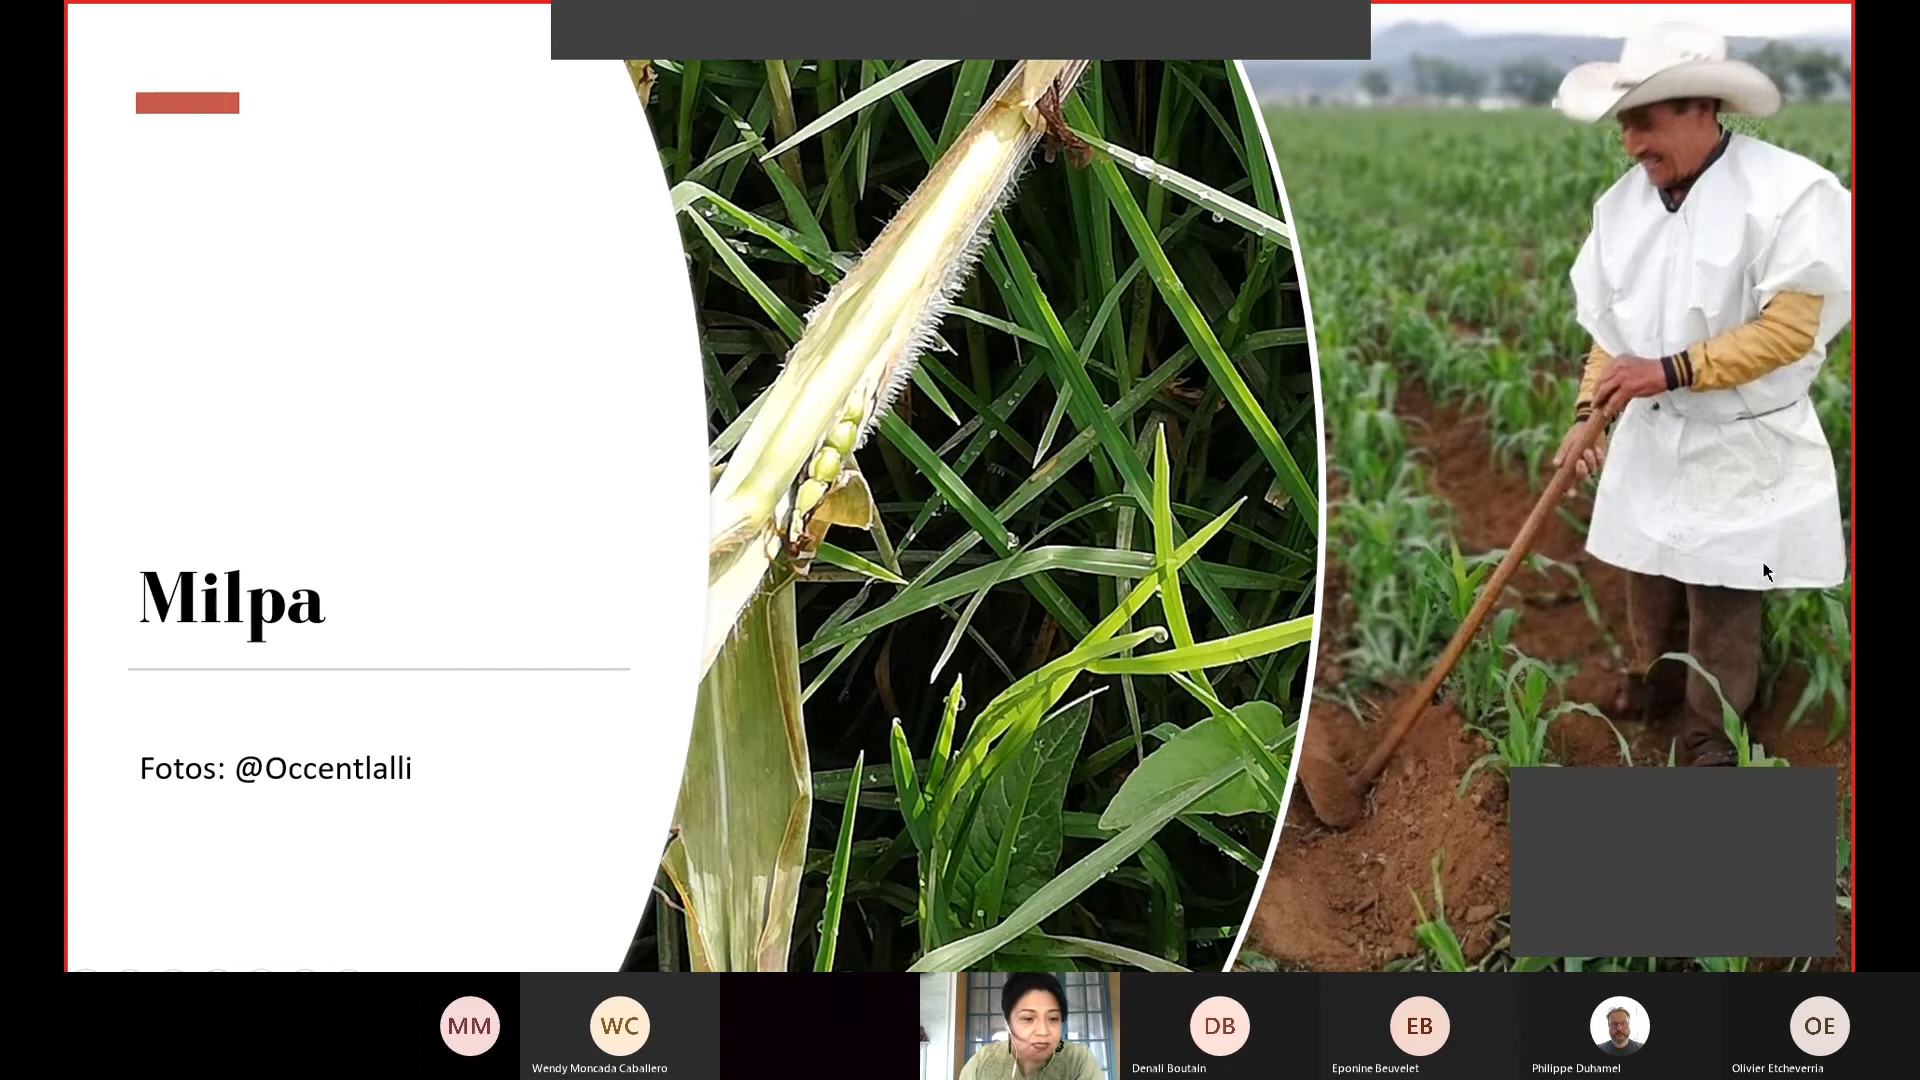 Milpa
Fotos: @Occentlalli
MM
WC
DB
EB
OE
Wendy Moncada Caballero
Denali Boutain
Eponine Beuvelet
Philippe Duhamel
Olivier Etcheverria